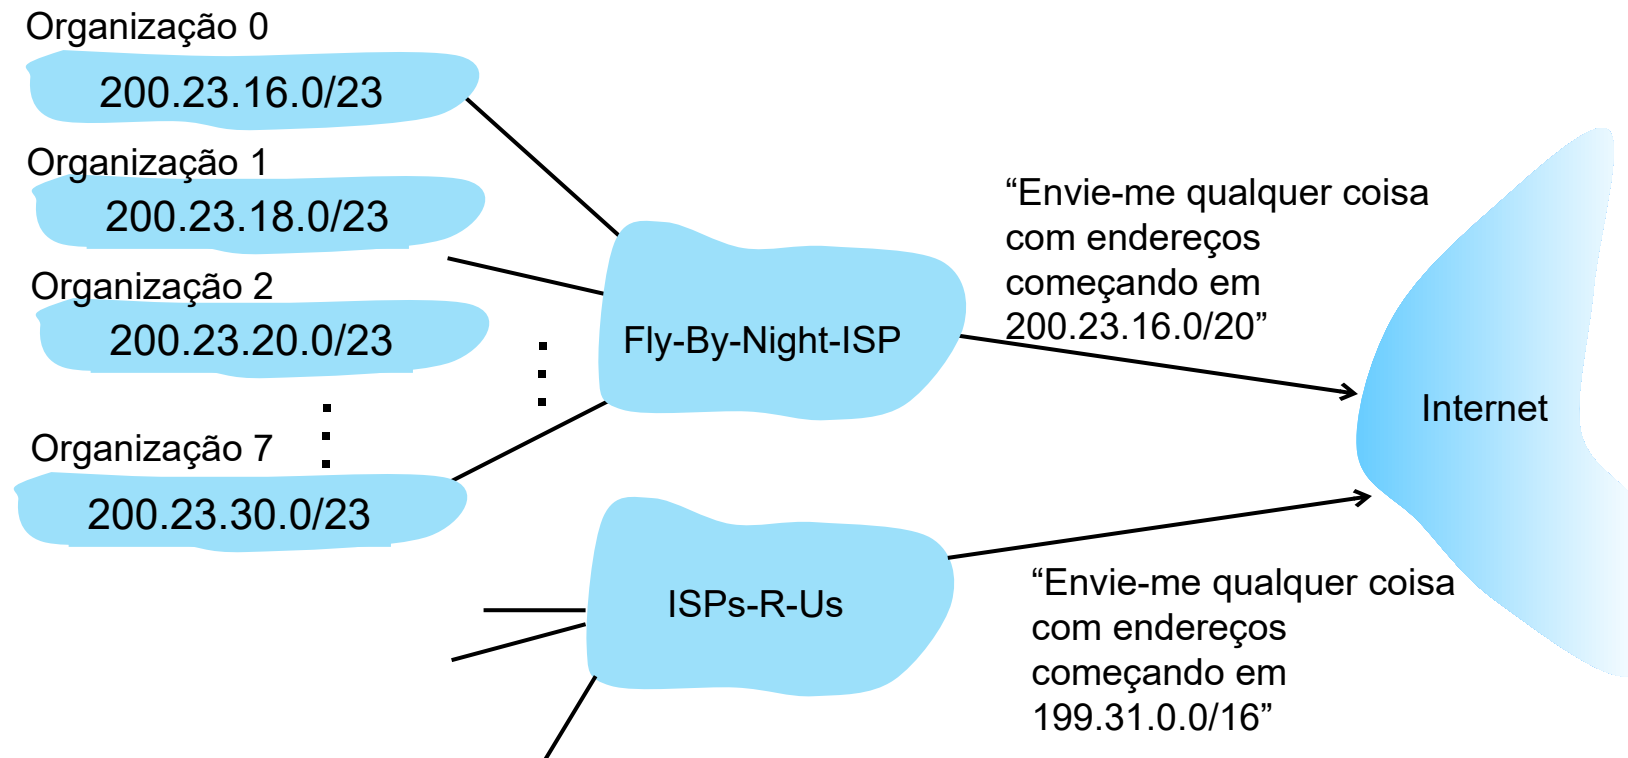 Organização 0
200.23.16.0/23
Organização 1
200.23.18.0/23
Organização 2
200.23.20.0/23
Organização 7
200.23.30.0/23
Fly-By-Night-ISP
“Envie-me qualquer coisa
com endereços
começando em
200.23.16.0/20”
Internet
ISPs-R-Us
“Envie-me qualquer coisa
com endereços
começando em
199.31.0.0/16”